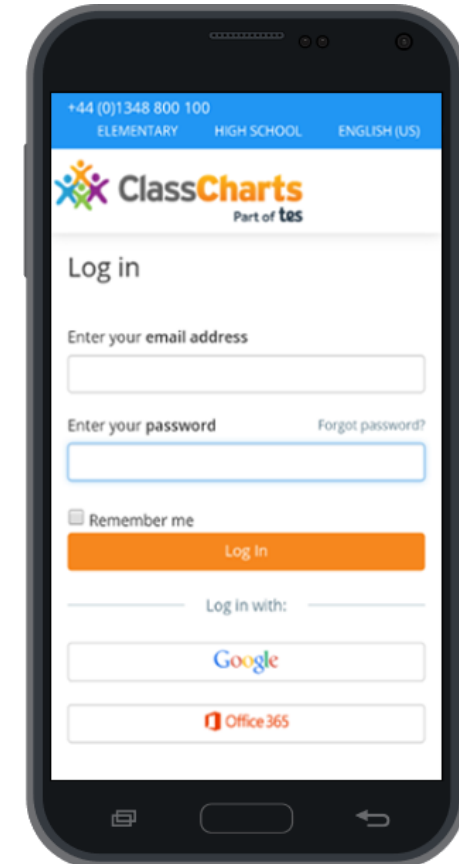 +44 (0)1348 800 100
ELEMENTARY HIGH SCHOOL ENGLISH (US)
ClassCharts
Part of tes
Log in
Enter your email address
Enter your password Forgot password?
Remember me
Log In
Log in with:
Google
Office 365